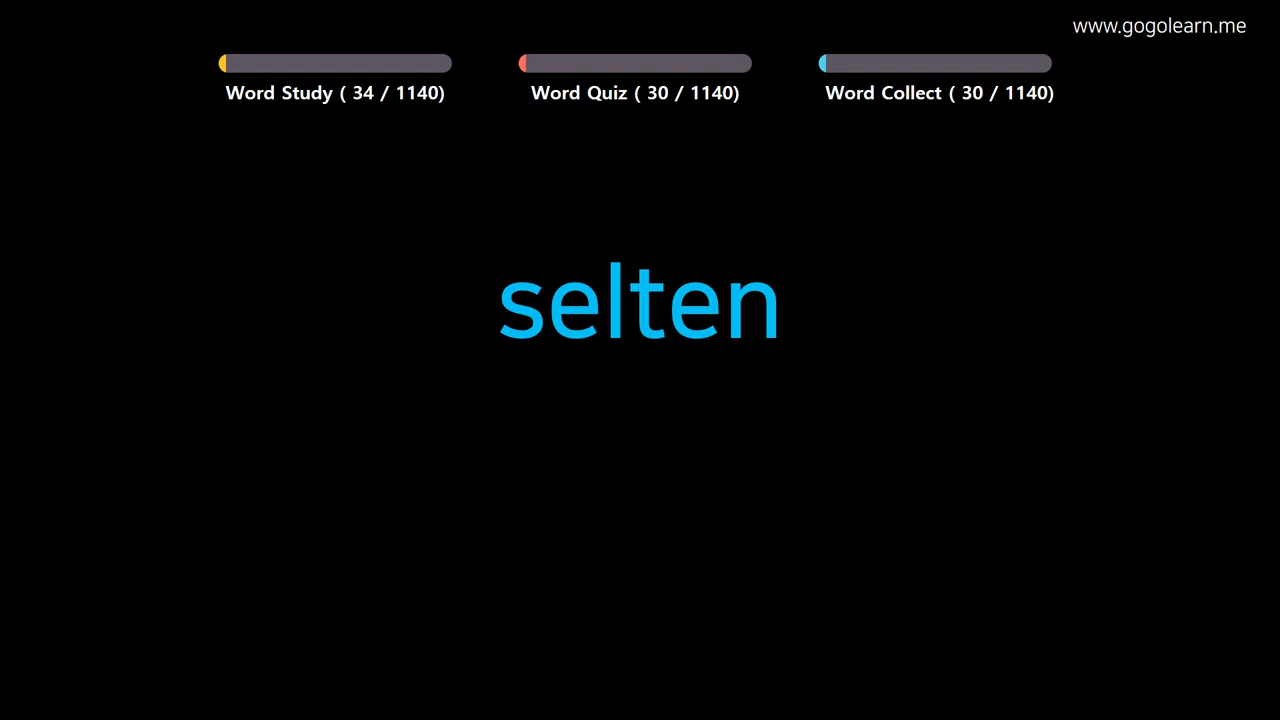 www.gogolearn.me
Word Study ( 34 / 1140)
Word Quiz ( 30 / 1140)
Word Collect ( 30 / 1140)
selten